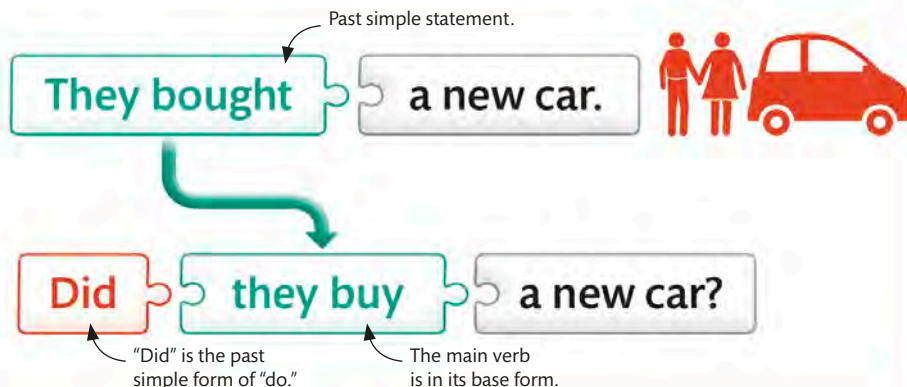 Past simple statement.
They bought a new car.
Did they buy a new car?
“Did” is the past
simple form of “do.”
The main verb
is in its base form.